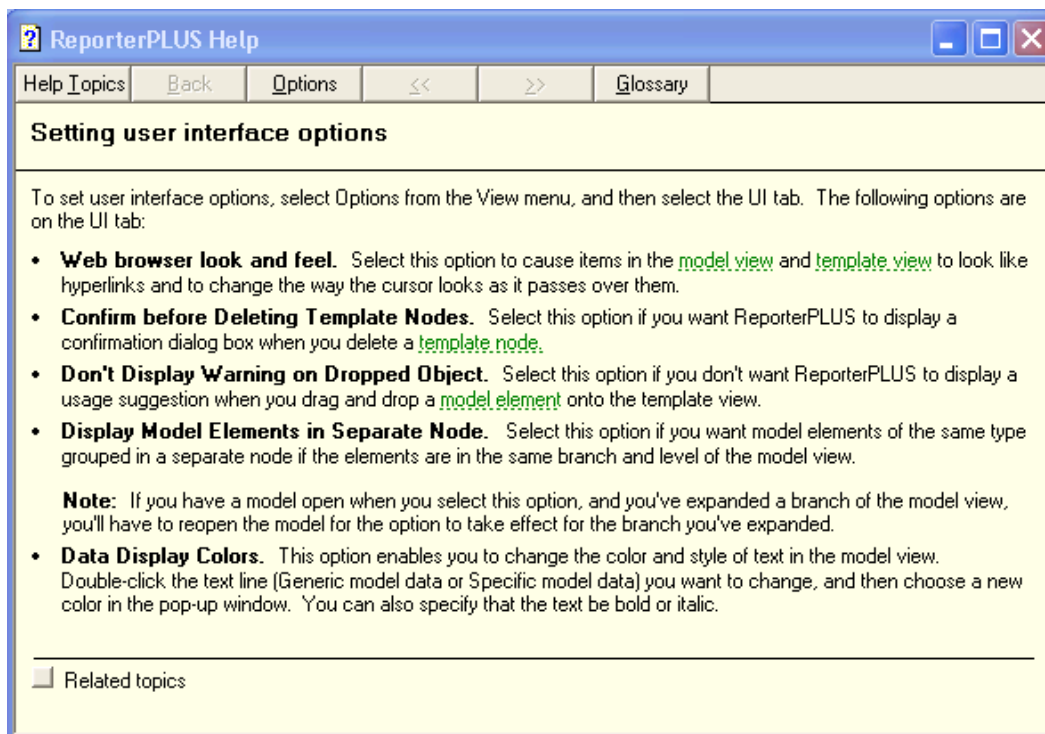 ReporterPLUS Help
Help Topics Back Options << >> Glossary
Setting user interface options
To set user interface options, select Options from the View menu, and then select the UI tab. The following options are
on the UI tab:
• Web browser look and feel. Select this option to cause items in the model view and template view to look like
hyperlinks and to change the way the cursor looks as it passes over them.
• Confirm before Deleting Template Nodes. Select this option if you want ReporterPLUS to display a
confirmation dialog box when you delete a template node.
• Don't Display Warning on Dropped Object. Select this option if you don't want ReporterPLUS to display a
usage suggestion when you drag and drop a model element onto the template view.
• Display Model Elements in Separate Node. Select this option if you want model elements of the same type
grouped in a separate node if the elements are in the same branch and level of the model view.
Note: If you have a model open when you select this option, and you've expanded a branch of the model view,
you'll have to reopen the model for the option to take effect for the branch you've expanded.
• Data Display Colors. This option enables you to change the color and style of text in the model view.
Double-click the text line (Generic model data or Specific model data) you want to change, and then choose a new
color in the pop-up window. You can also specify that the text be bold or italic.
Related topics